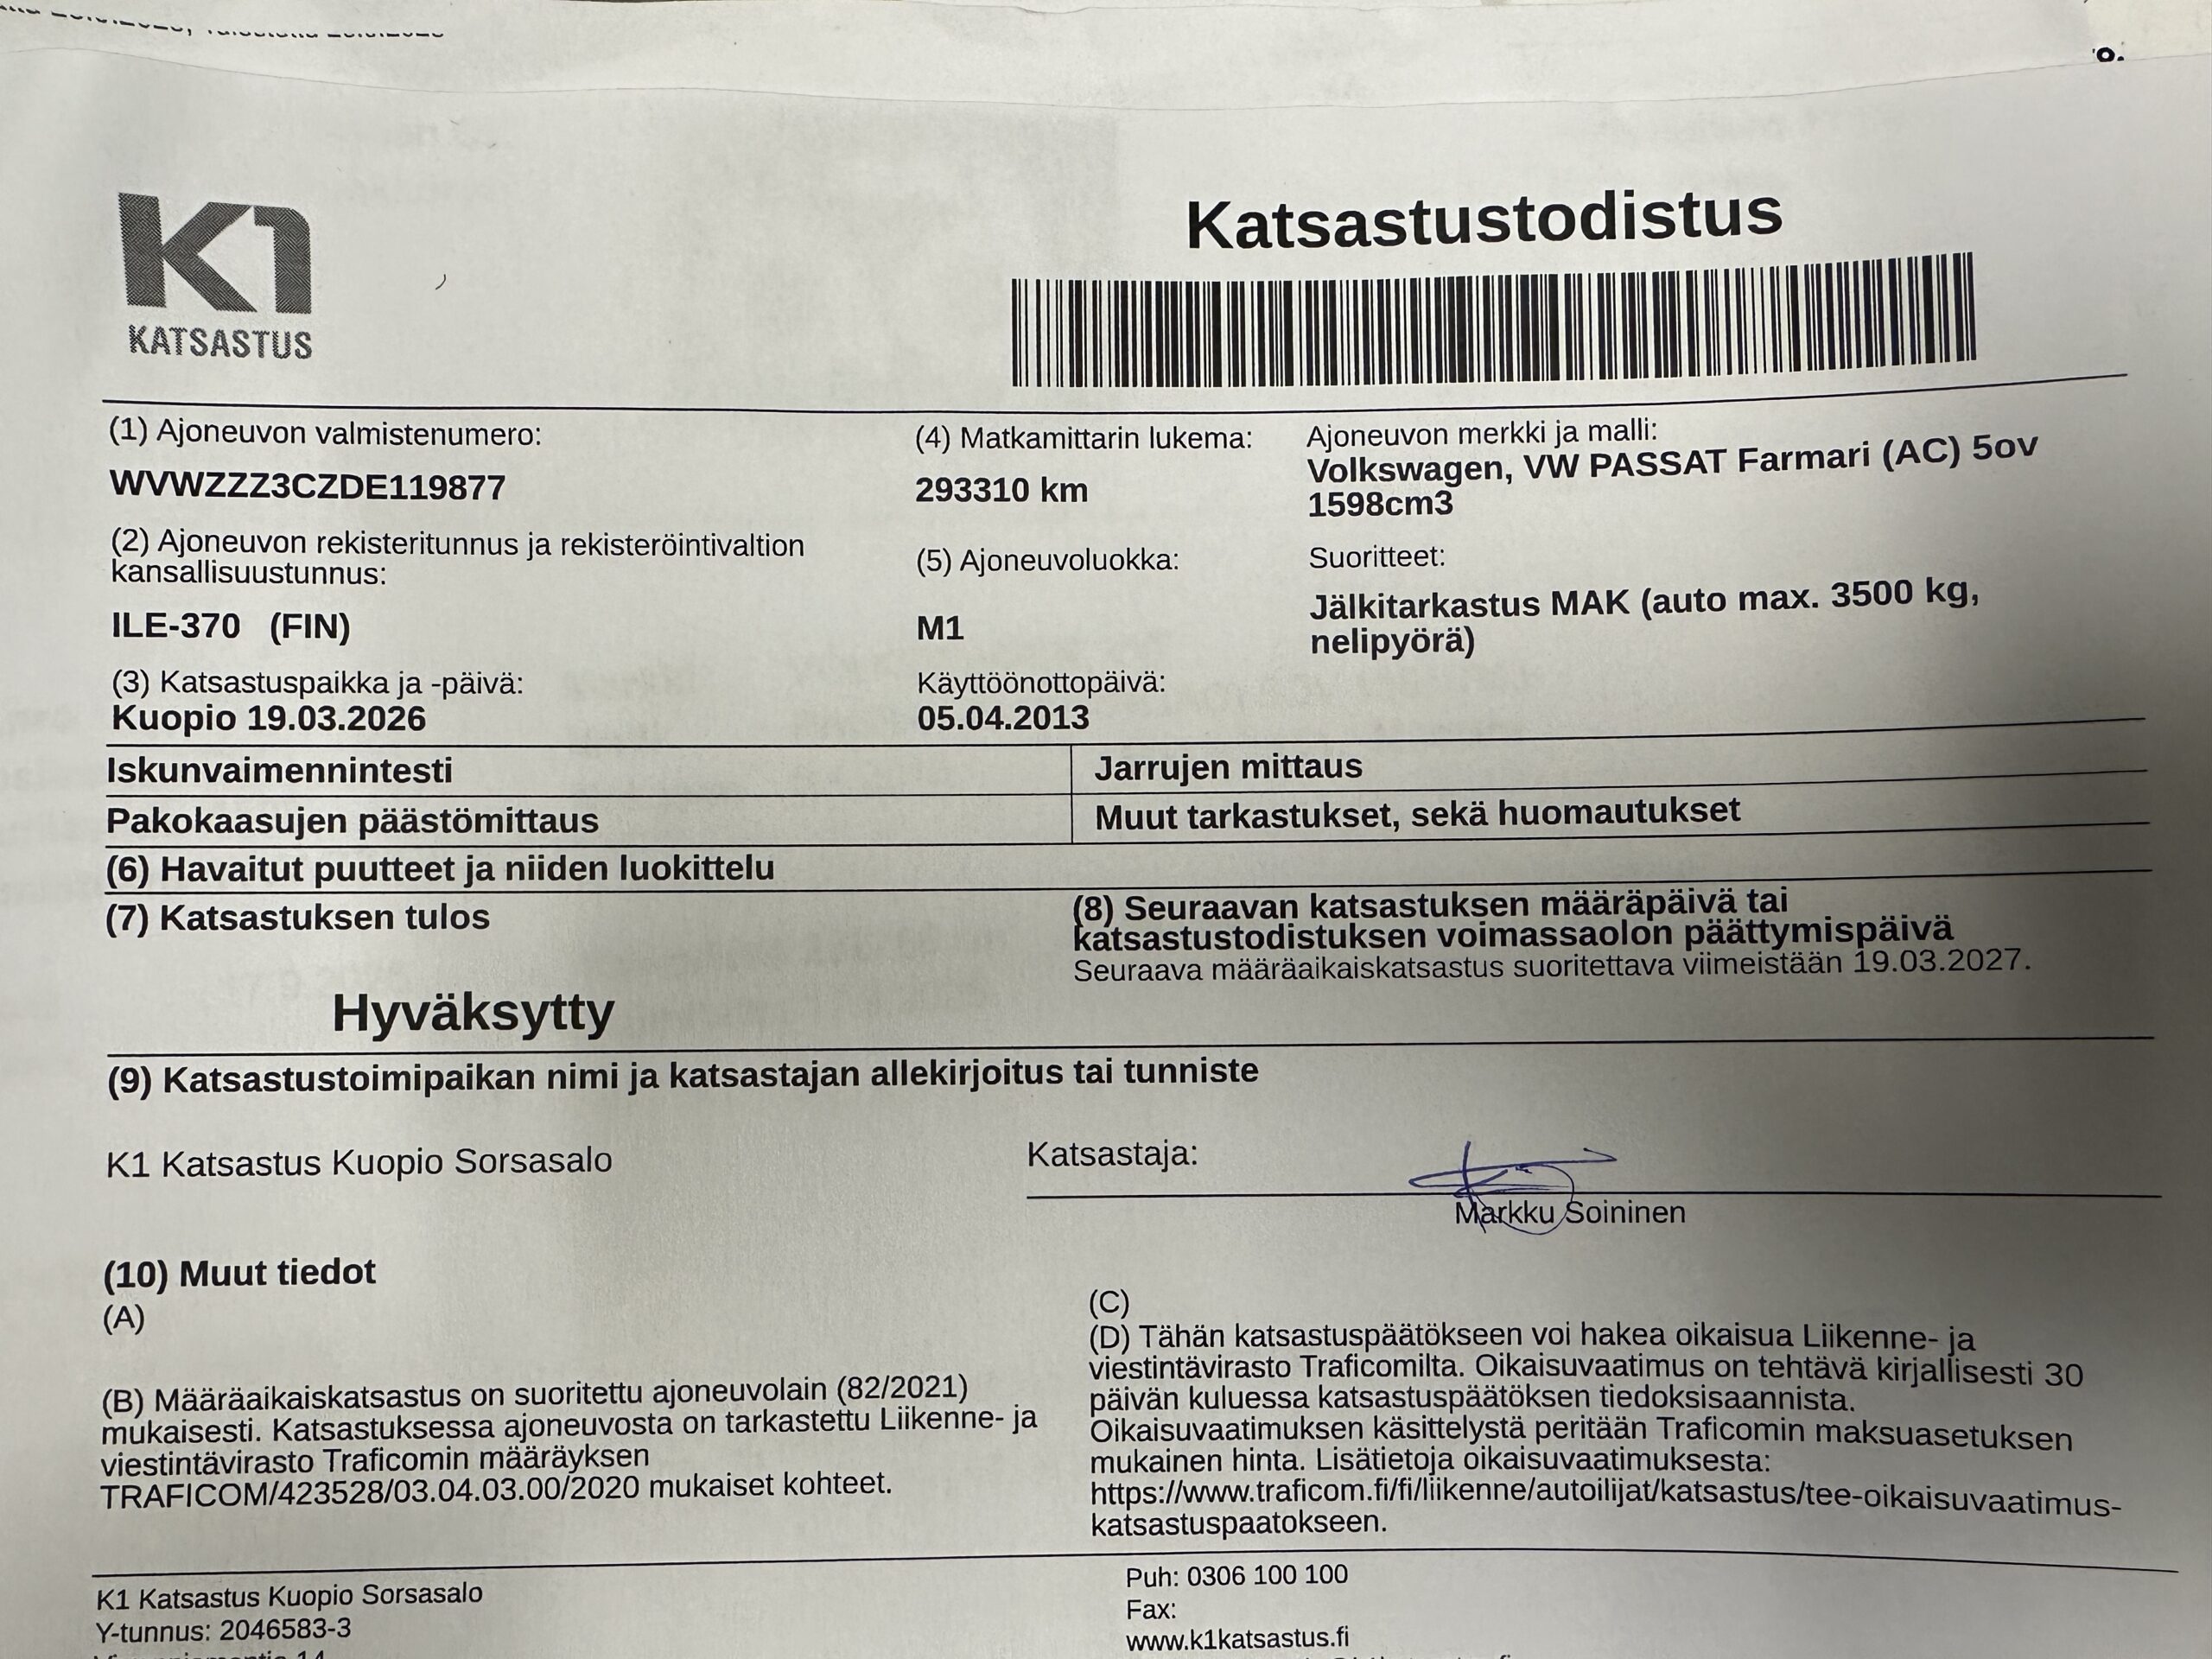 K1
KATSASTUS
Katsastustodistus
(1) Ajoneuvon valmistenumero:
WVWZZZ3CZDE119877
(4) Matkamittarin lukema:
293310 km
Ajoneuvon merkki ja malli:
Volkswagen, VW PASSAT Farmari (AC) 5ov
1598cm3
(2) Ajoneuvon rekisteritunnus ja rekisteröintivaltion
kansallisuustunnus:
ILE-370 (FIN)
(5) Ajoneuvoluokka:
M1
Suoritteet:
Jälkitarkastus MAK (auto max. 3500 kg,
nelipyörä)
(3) Katsastuspaikka ja -päivä:
Kuopio 19.03.2026
Käyttöönottopäivä:
05.04.2013
Iskunvaimennintesti
Jarrujen mittaus
Pakokaasujen päästömittaus
Muut tarkastukset, sekä huomautukset
(6) Havaitut puutteet ja niiden luokittelu
(7) Katsastuksen tulos
Hyväksytty
(8) Seuraavan katsastuksen määräpäivä tai
katsastustodistuksen voimassaolon päättymispäivä
Seuraava määräaikaiskatsastus suoritettava viimeistään 19.03.2027.
(9) Katsastustoimipaikan nimi ja katsastajan allekirjoitus tai tunniste
K1 Katsastus Kuopio Sorsasalo
Katsastaja:
Markku Soininen
(10) Muut tiedot
(A)
(B) Määräaikaiskatsastus on suoritettu ajoneuvolain (82/2021)
mukaisesti. Katsastuksessa ajoneuvosta on tarkastettu Liikenne- ja
viestintävirasto Traficomin määräyksen
TRAFICOM/423528/03.04.03.00/2020 mukaiset kohteet.
(C)
(D) Tähän katsastuspäätökseen voi hakea oikaisua Liikenne- ja
viestintävirasto Traficomilta. Oikaisuvaatimus on tehtävä kirjallisesti 30
päivän kuluessa katsastuspäätöksen tiedoksisaannista.
Oikaisuvaatimuksen käsittelystä peritään Traficomin maksuasetuksen
mukainen hinta. Lisätietoja oikaisuvaatimuksesta:
https://www.traficom.fi/fi/liikenne/autoilijat/katsastus/tee-oikaisuvaatimus-
katsastuspaatokseen.
K1 Katsastus Kuopio Sorsasalo
Y-tunnus: 2046583-3
Puh: 0306 100 100
Fax:
www.k1katsastus.fi